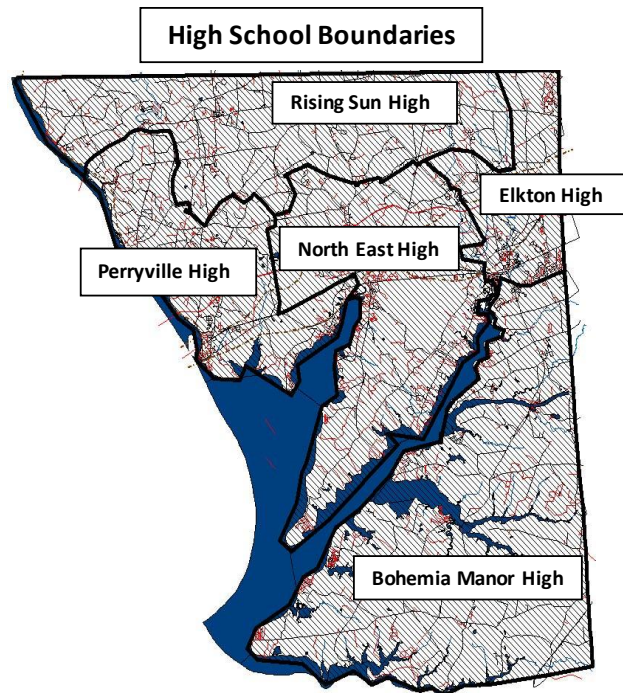 High School Boundaries
Rising Sun High
Elkton High
North East High
Perryville High
Bohemia Manor High